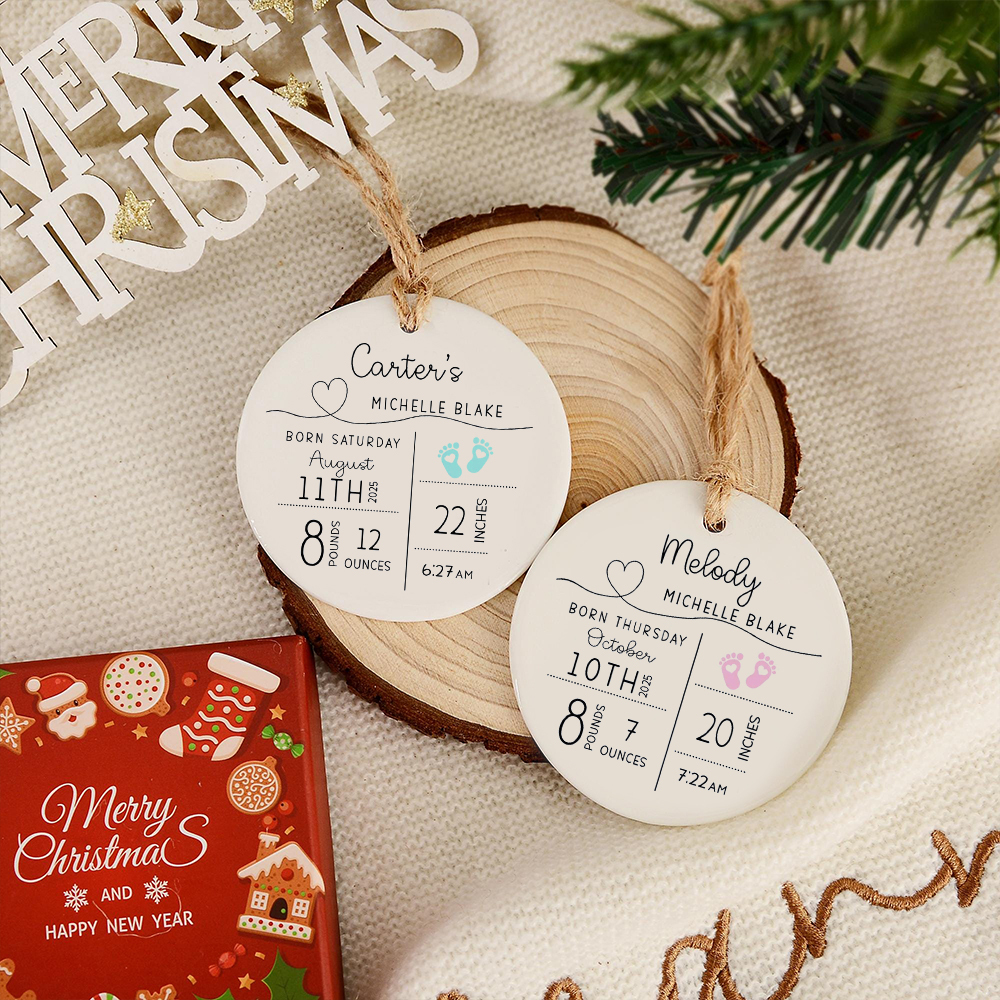 MERRY
CHRISTMAS
Carter's
MICHELLE BLAKE
BORN SATURDAY
August
11TH 2025
8 POUNDS 12 OUNCES
22 INCHES
6:27 AM
Melody
MICHELLE BLAKE
BORN THURSDAY
October
10TH 2025
8 POUNDS 7 OUNCES
20 INCHES
7:22 AM
Merry
Christmas
AND
HAPPY NEW YEAR